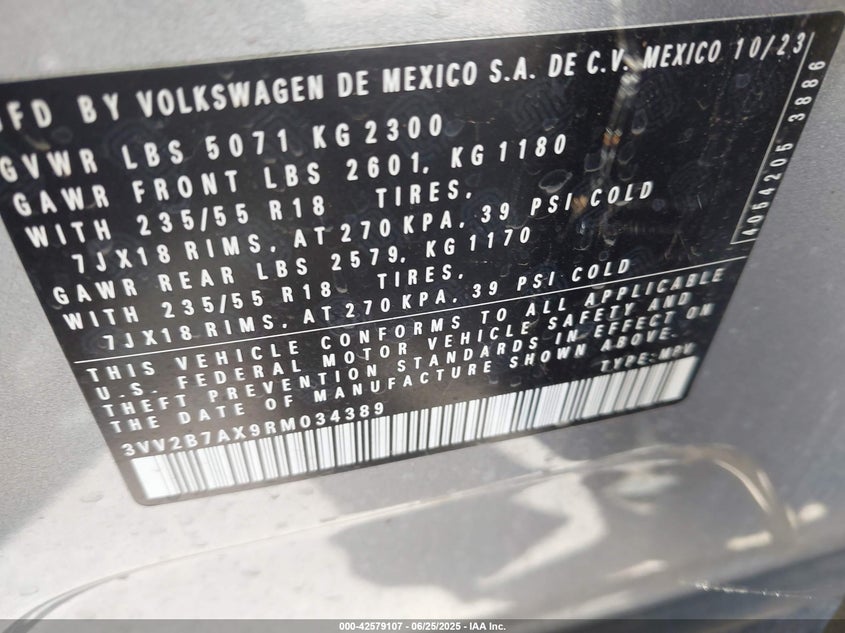 MFD BY VOLKSWAGEN DE MEXICO S.A. DE C.V. MEXICO 10/23
GVWR LBS 5071 KG 2300
GAWR FRONT LBS 2601, KG 1180
WITH 235/55 R18 TIRES,
7JX18 RIMS, AT 270 KPA, 39 PSI COLD
GAWR REAR LBS 2579, KG 1170
WITH 235/55 R18 TIRES,
7JX18 RIMS, AT 270 KPA, 39 PSI COLD
THIS VEHICLE CONFORMS TO ALL APPLICABLE
U.S. FEDERAL MOTOR VEHICLE SAFETY AND
THEFT PREVENTION STANDARDS IN EFFECT ON
THE DATE OF MANUFACTURE SHOWN ABOVE.
3VV2B7AX9RM034389 TYPE: MPV
4054205 3886
000-42579107 - 06/25/2025 - IAA Inc.